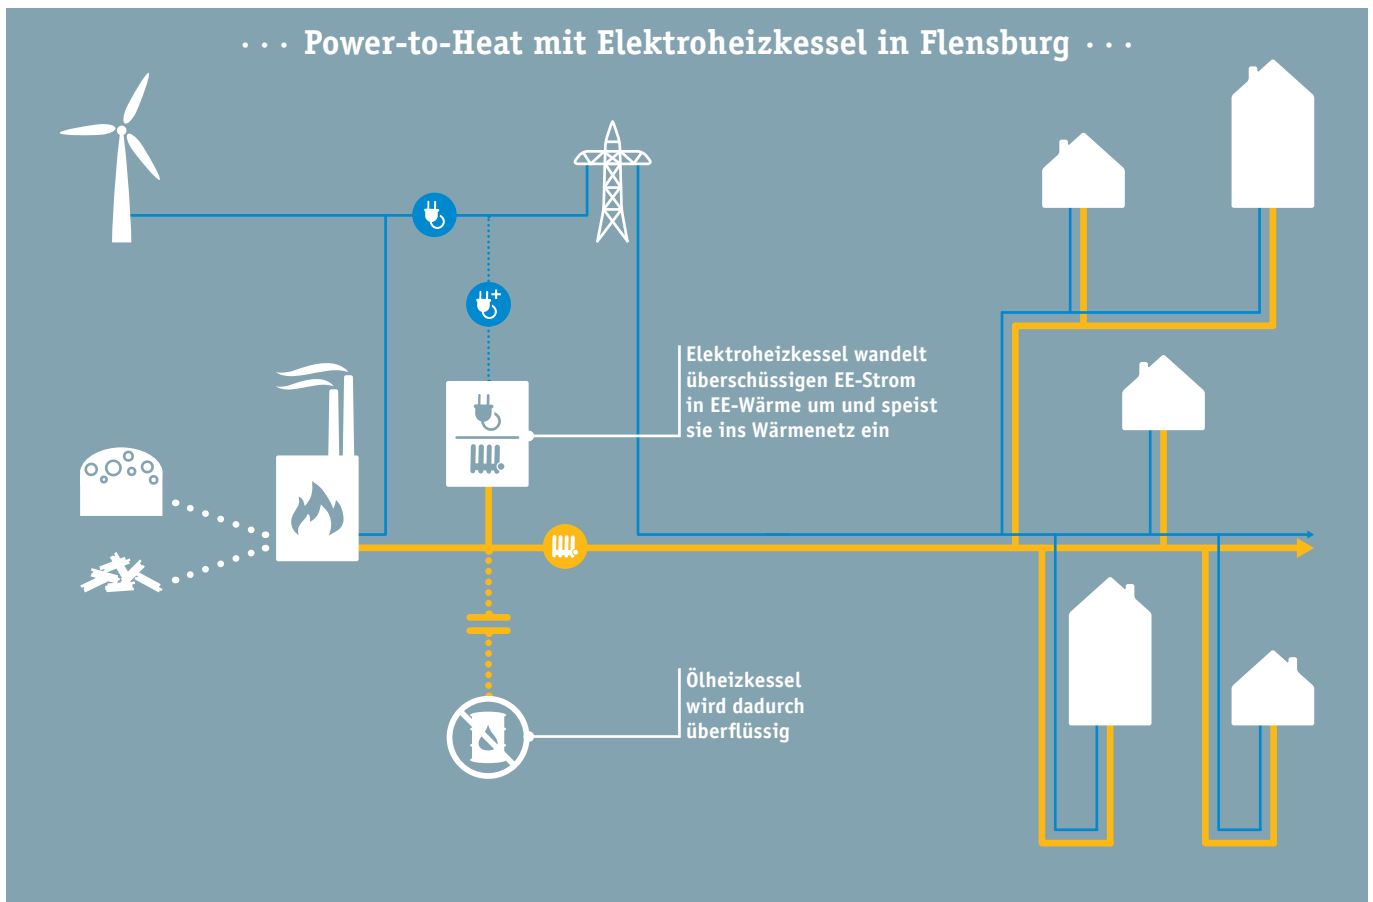 ··· Power-to-Heat mit Elektroheizkessel in Flensburg ···
Elektroheizkessel wandelt
überschüssigen EE-Strom
in EE-Wärme um und speist
sie ins Wärmenetz ein
Ölheizkessel
wird dadurch
überflüssig